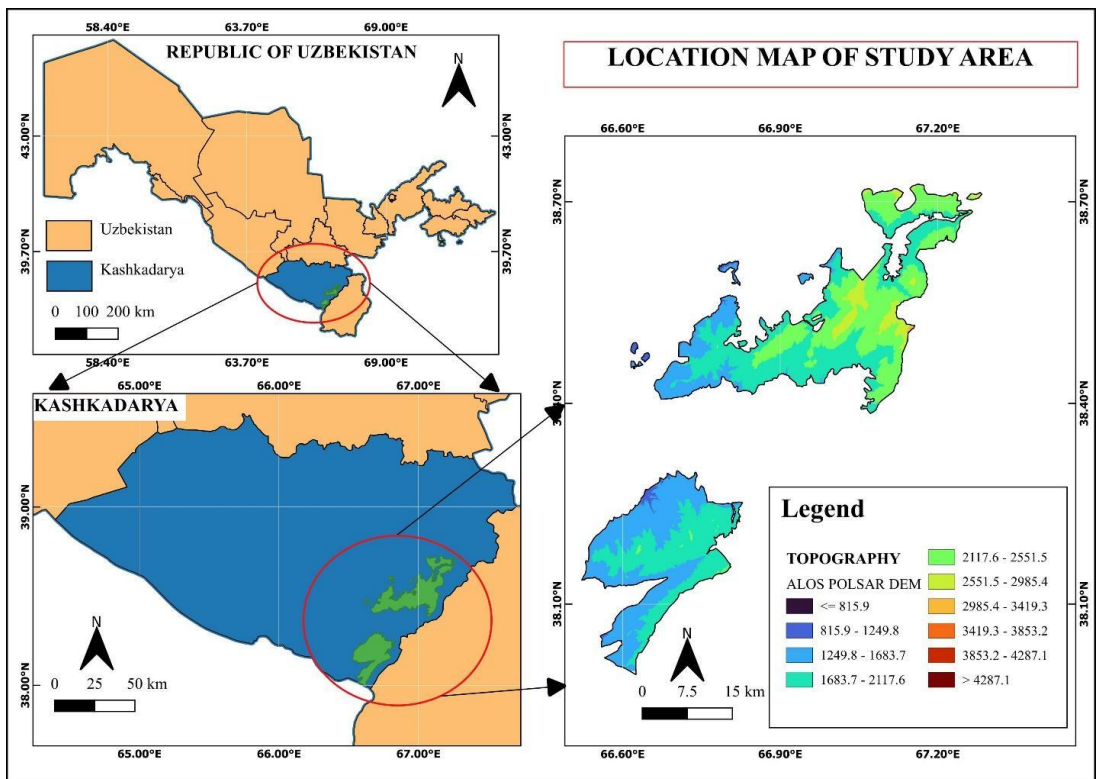 58.40°E 63.70°E 69.00°E
REPUBLIC OF UZBEKISTAN
N
43.00°N
43.00°N
39.70°N
39.70°N
Uzbekistan
Kashkadarya
0 100 200 km
58.40°E 63.70°E 69.00°E
65.00°E 66.00°E 67.00°E
KASHKADARYA
39.00°N
39.00°N
N
38.00°N
38.00°N
0 25 50 km
65.00°E 66.00°E 67.00°E
LOCATION MAP OF STUDY AREA
66.60°E 66.90°E 67.20°E
38.70°N
38.70°N
38.40°N
38.40°N
38.10°N
38.10°N
N
0 7.5 15 km
Legend
TOPOGRAPHY
ALOS POLSAR DEM
<= 815.9
815.9 - 1249.8
1249.8 - 1683.7
1683.7 - 2117.6
2117.6 - 2551.5
2551.5 - 2985.4
2985.4 - 3419.3
3419.3 - 3853.2
3853.2 - 4287.1
> 4287.1
66.60°E 66.90°E 67.20°E